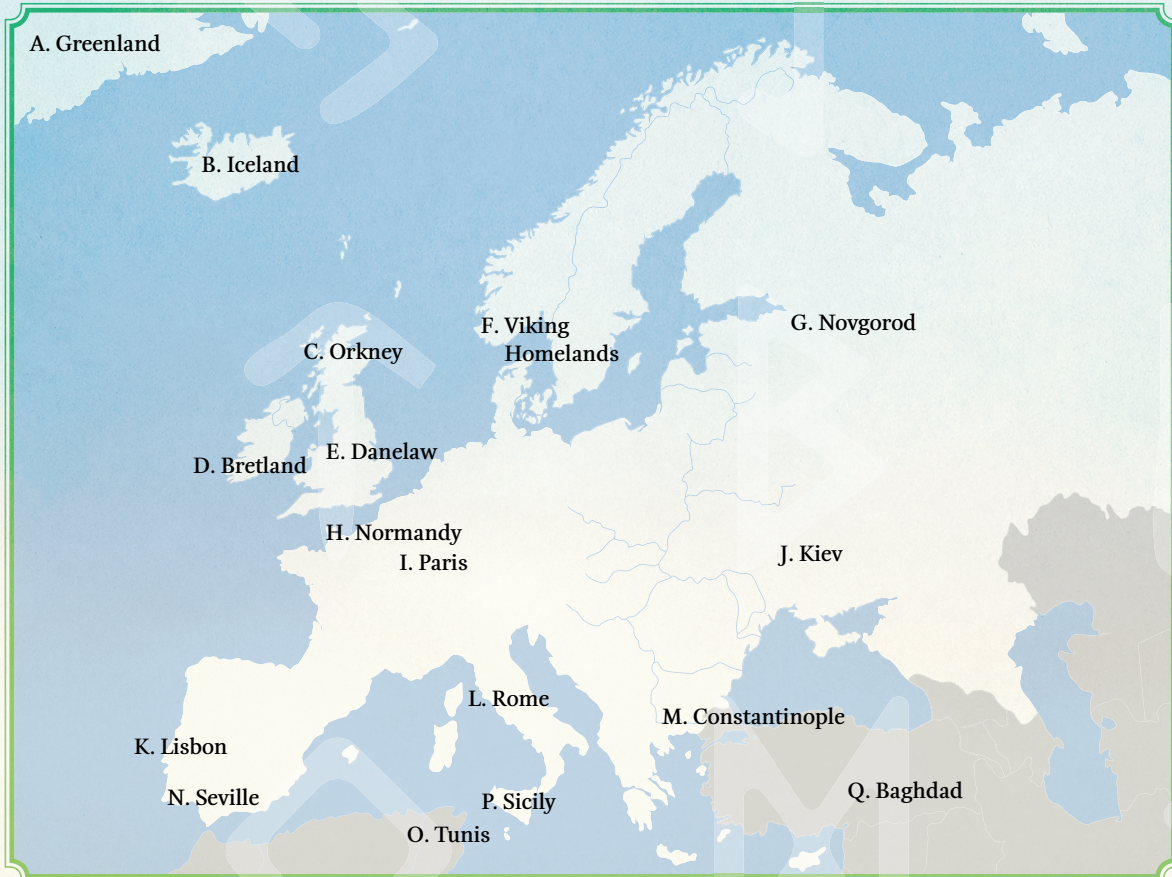 A. Greenland
B. Iceland
C. Orkney
D. Bretland
E. Danelaw
F. Viking
Homelands
G. Novgorod
H. Normandy
I. Paris
J. Kiev
K. Lisbon
L. Rome
M. Constantinople
N. Seville
O. Tunis
P. Sicily
Q. Baghdad